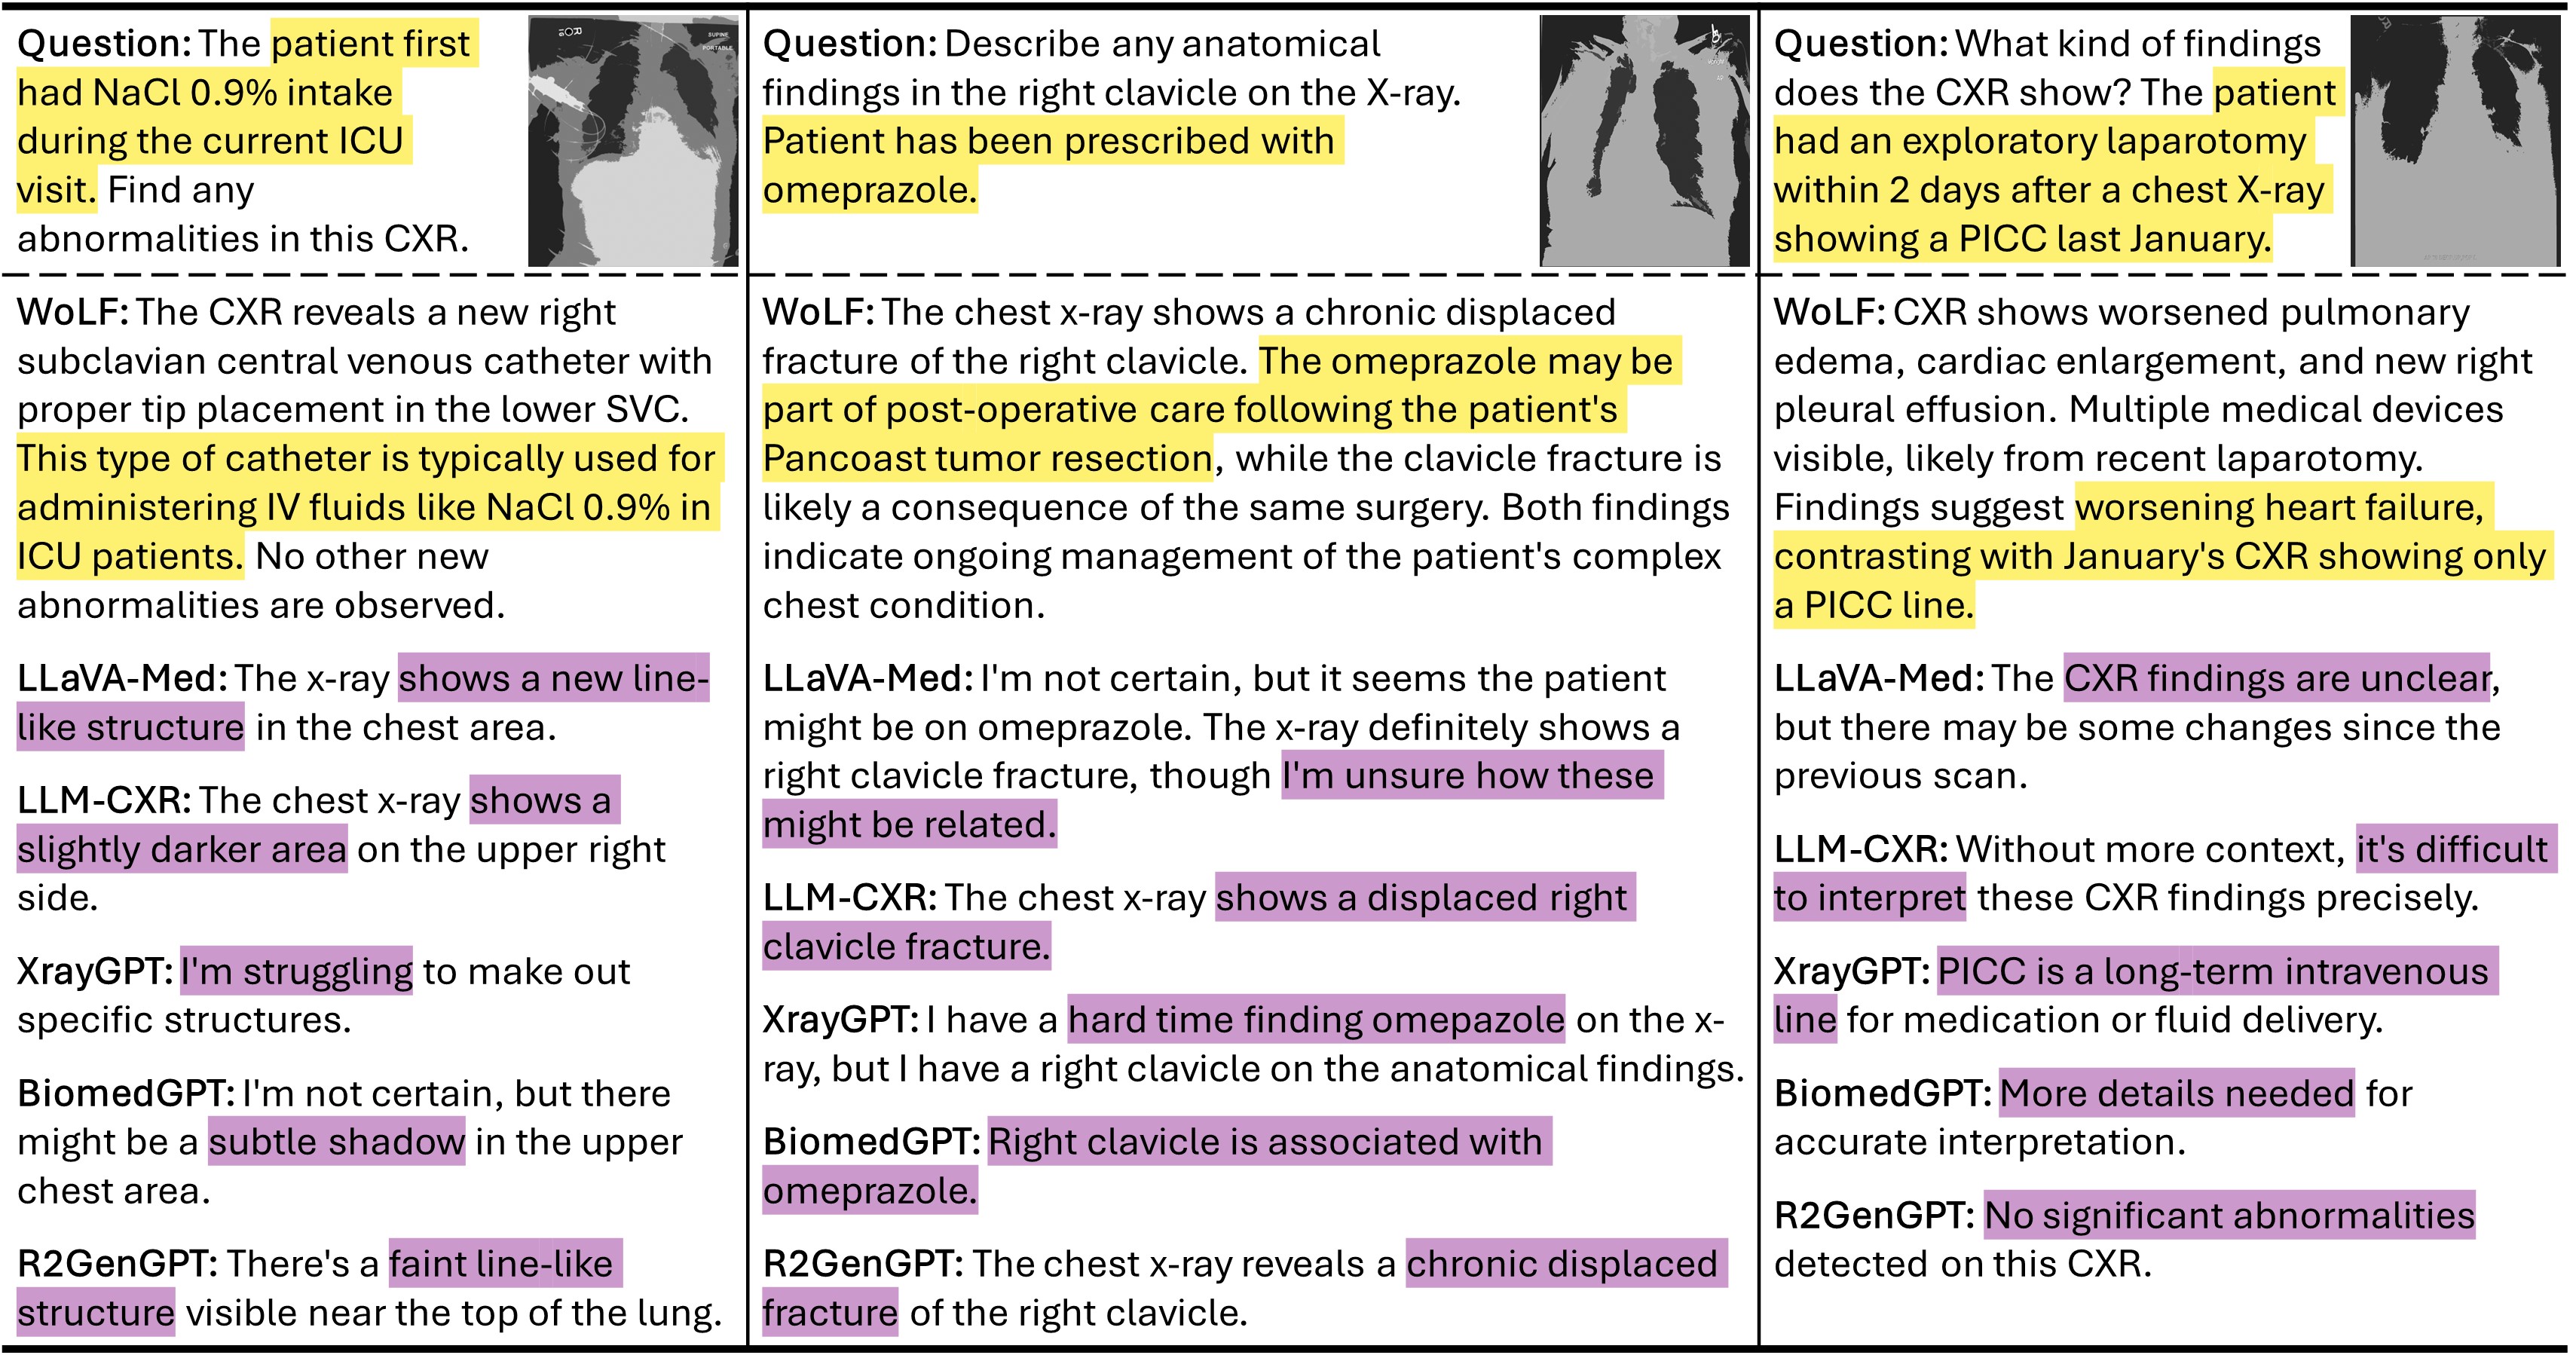 Question: The patient first
had NaCl 0.9% intake
during the current ICU
visit. Find any
abnormalities in this CXR.
SUPINE
PORTABLE
WoLF: The CXR reveals a new right
subclavian central venous catheter with
proper tip placement in the lower SVC.
This type of catheter is typically used for
administering IV fluids like NaCl 0.9% in
ICU patients. No other new
abnormalities are observed.
LLaVA-Med: The x-ray shows a new line-
like structure in the chest area.
LLM-CXR: The chest x-ray shows a
slightly darker area on the upper right
side.
XrayGPT: I'm struggling to make out
specific structures.
BiomedGPT: I'm not certain, but there
might be a subtle shadow in the upper
chest area.
R2GenGPT: There's a faint line-like
structure visible near the top of the lung.
Question: Describe any anatomical
findings in the right clavicle on the X-ray.
Patient has been prescribed with
omeprazole.
WoLF: The chest x-ray shows a chronic displaced
fracture of the right clavicle. The omeprazole may be
part of post-operative care following the patient's
Pancoast tumor resection, while the clavicle fracture is
likely a consequence of the same surgery. Both findings
indicate ongoing management of the patient's complex
chest condition.
LLaVA-Med: I'm not certain, but it seems the patient
might be on omeprazole. The x-ray definitely shows a
right clavicle fracture, though I'm unsure how these
might be related.
LLM-CXR: The chest x-ray shows a displaced right
clavicle fracture.
XrayGPT: I have a hard time finding omepazole on the x-
ray, but I have a right clavicle on the anatomical findings.
BiomedGPT: Right clavicle is associated with
omeprazole.
R2GenGPT: The chest x-ray reveals a chronic displaced
fracture of the right clavicle.
Question: What kind of findings
does the CXR show? The patient
had an exploratory laparotomy
within 2 days after a chest X-ray
showing a PICC last January.
WoLF: CXR shows worsened pulmonary
edema, cardiac enlargement, and new right
pleural effusion. Multiple medical devices
visible, likely from recent laparotomy.
Findings suggest worsening heart failure,
contrasting with January's CXR showing only
a PICC line.
LLaVA-Med: The CXR findings are unclear,
but there may be some changes since the
previous scan.
LLM-CXR: Without more context, it's difficult
to interpret these CXR findings precisely.
XrayGPT: PICC is a long-term intravenous
line for medication or fluid delivery.
BiomedGPT: More details needed for
accurate interpretation.
R2GenGPT: No significant abnormalities
detected on this CXR.